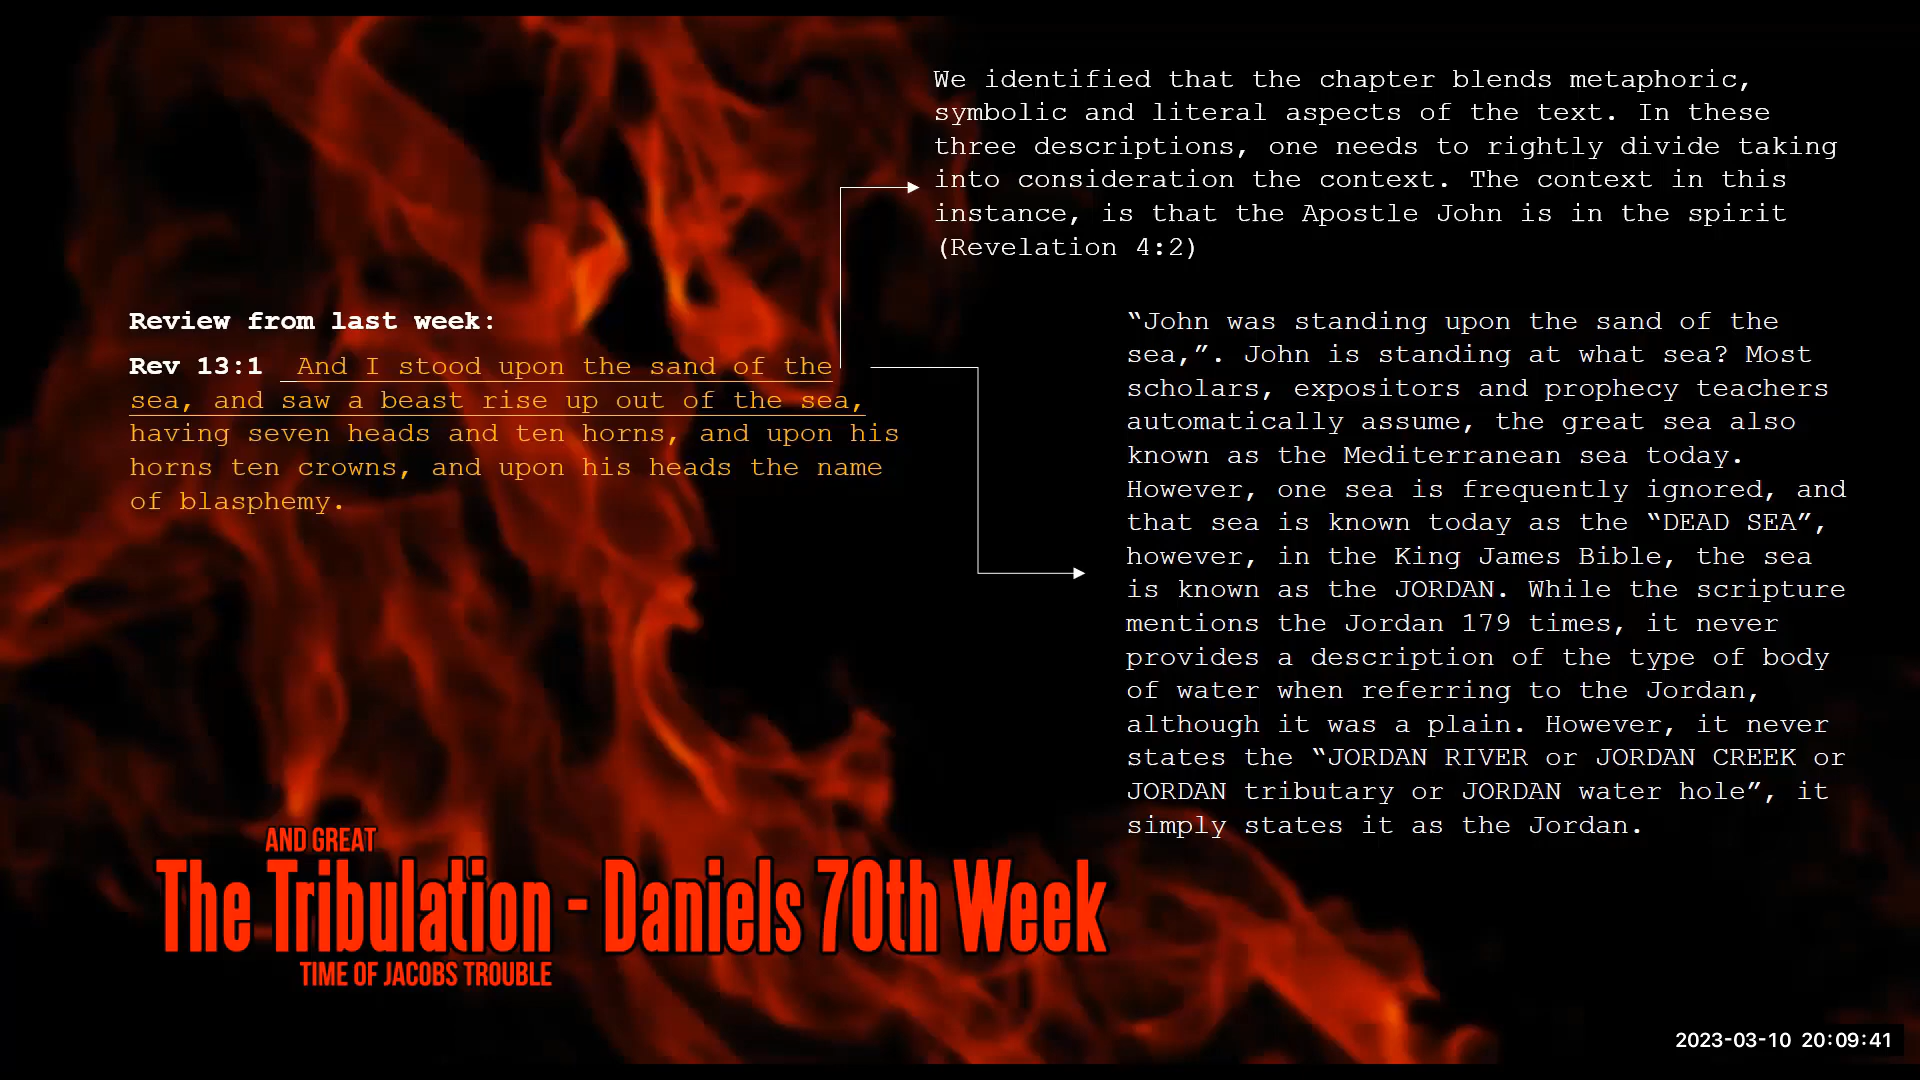 We identified that the chapter blends metaphoric,
symbolic and literal aspects of the text. In these
three descriptions, one needs to rightly divide taking
into consideration the context. The context in this
instance, is that the Apostle John is in the spirit
(Revelation 4:2)
Review from last week:
Rev 13:1 And I stood upon the sand of the
sea, and saw a beast rise up out of the sea,
having seven heads and ten horns, and upon his
horns ten crowns, and upon his heads the name
of blasphemy.
“John was standing upon the sand of the
sea,”. John is standing at what sea? Most
scholars, expositors and prophecy teachers
automatically assume, the great sea also
known as the Mediterranean sea today.
However, one sea is frequently ignored, and
that sea is known today as the “DEAD SEA”,
however, in the King James Bible, the sea
is known as the JORDAN. While the scripture
mentions the Jordan 179 times, it never
provides a description of the type of body
of water when referring to the Jordan,
although it was a plain. However, it never
states the “JORDAN RIVER or JORDAN CREEK or
JORDAN tributary or JORDAN water hole”, it
simply states it as the Jordan.
AND GREAT
The Tribulation - Daniels 70th Week
TIME OF JACOBS TROUBLE
2023-03-10 20:09:41